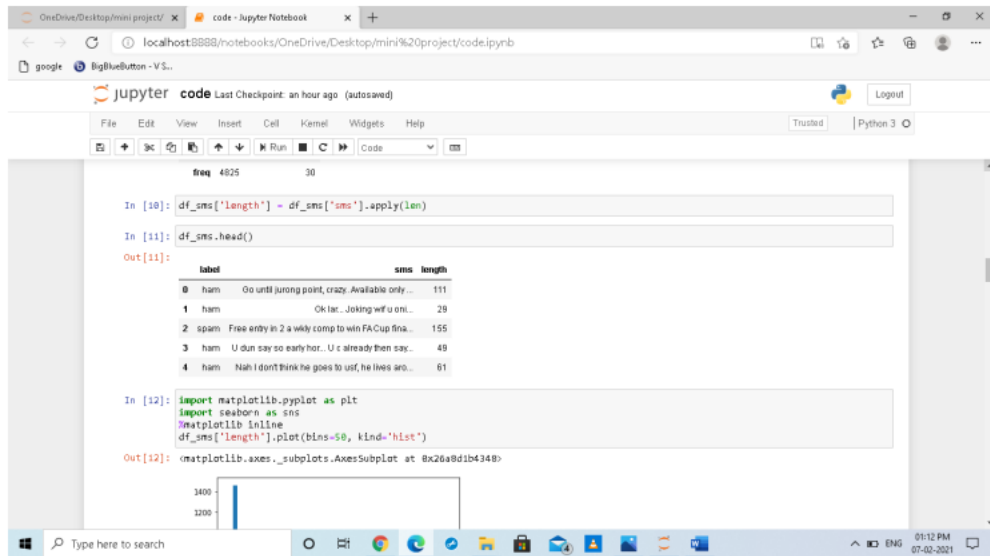 OneDrive/Desktop/mini project/ code - Jupyter Notebook
localhost:8888/notebooks/OneDrive/Desktop/mini%20project/code.ipynb
google BigBlueButton - V S...
jupyter code Last Checkpoint: an hour ago (autosaved)
Logout
File Edit View Insert Cell Kernel Widgets Help
Trusted Python 3
Run Code
freq 4825 30
In [10]: df_sms['length'] = df_sms['sms'].apply(len)
In [11]: df_sms.head()
Out[11]:
label sms length
0 ham Go until jurong point, crazy.. Available only ... 111
1 ham Ok lar... Joking wif u oni... 29
2 spam Free entry in 2 a wkly comp to win FA Cup fina... 155
3 ham U dun say so early hor... U c already then say... 49
4 ham Nah I don't think he goes to usf, he lives aro... 61
In [12]: import matplotlib.pyplot as plt
import seaborn as sns
%matplotlib inline
df_sms['length'].plot(bins=50, kind='hist')
Out[12]: <matplotlib.axes._subplots.AxesSubplot at 0x26a8d1b4348>
1400
1200
Type here to search
ENG
01:12 PM
07-02-2021